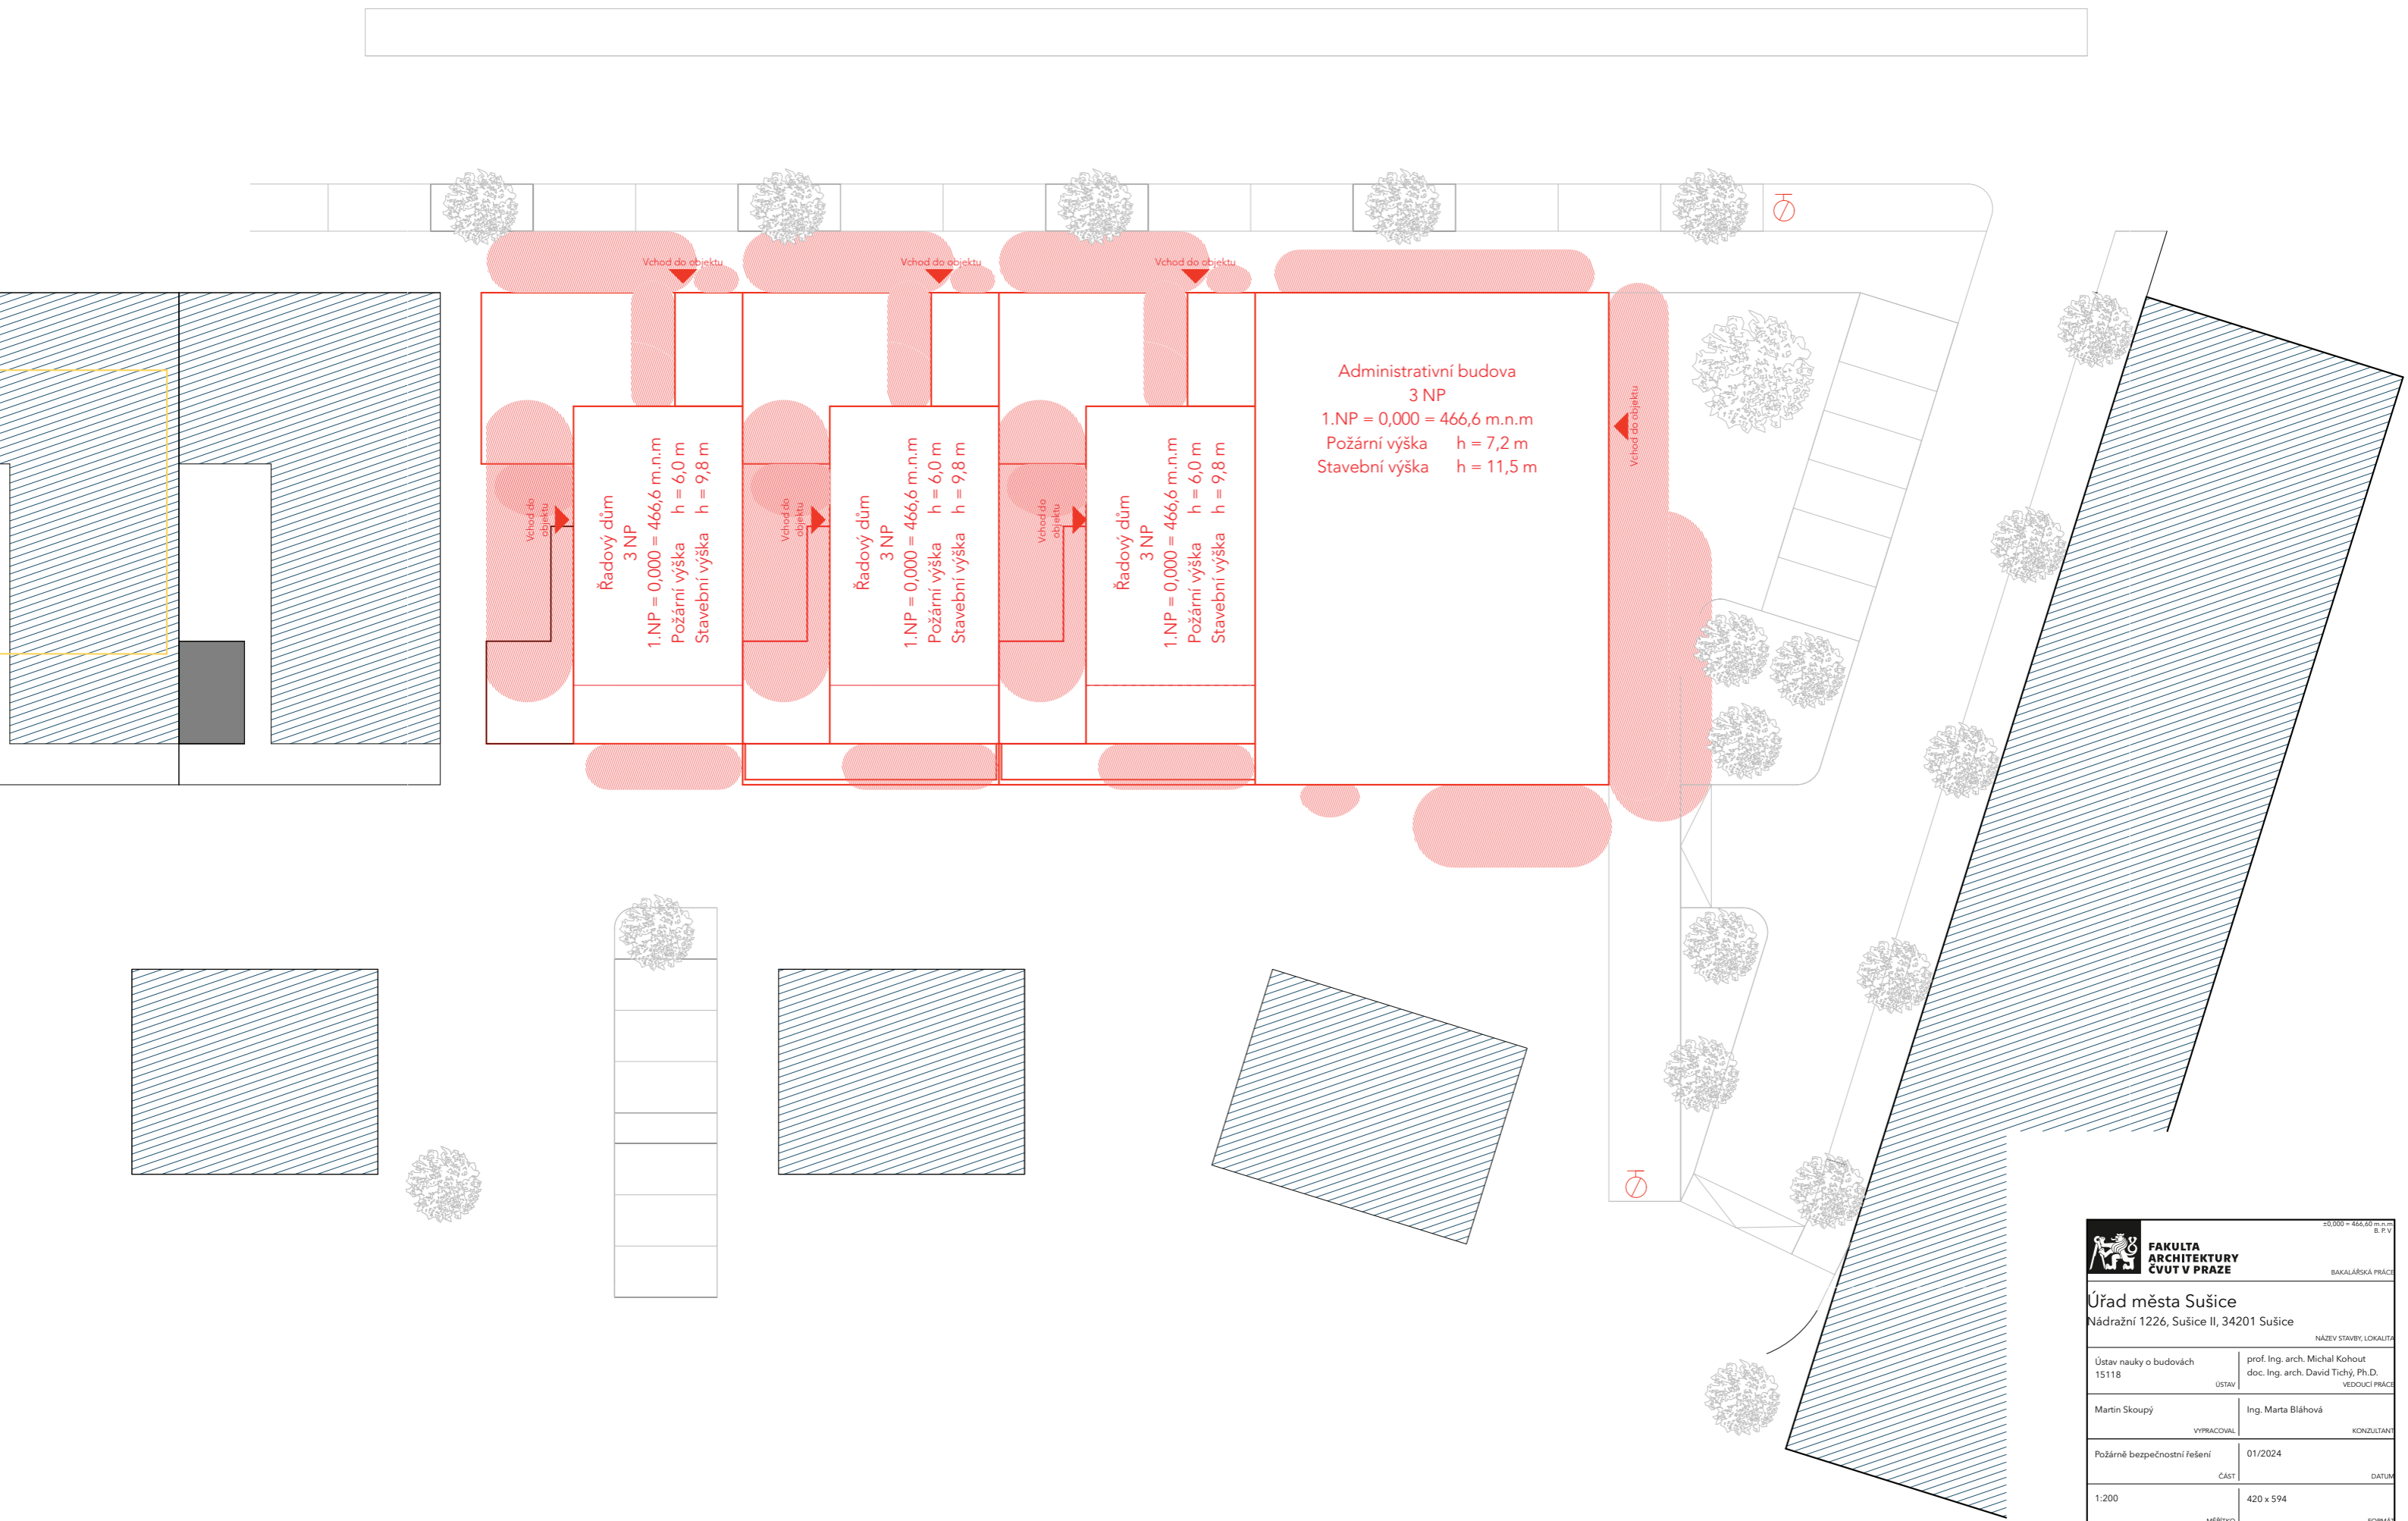 Vchod do objektu
Vchod do objektu
Vchod do objektu
Řadový dům
3 NP
1.NP = 0,000 = 466,6 m.n.m
Požární výška h = 6,0 m
Stavební výška h = 9,8 m
Vchod do
objektu
Řadový dům
3 NP
1.NP = 0,000 = 466,6 m.n.m
Požární výška h = 6,0 m
Stavební výška h = 9,8 m
Vchod do
objektu
Řadový dům
3 NP
1.NP = 0,000 = 466,6 m.n.m
Požární výška h = 6,0 m
Stavební výška h = 9,8 m
Vchod do
objektu
Administrativní budova
3 NP
1.NP = 0,000 = 466,6 m.n.m
Požární výška h = 7,2 m
Stavební výška h = 11,5 m
Vchod do objektu
±0,000 = 466,60 m.n.m.
B. P. V
FAKULTA
ARCHITEKTURY
ČVUT V PRAZE
BAKALÁŘSKÁ PRÁCE
Úřad města Sušice
Nádražní 1226, Sušice II, 34201 Sušice
NÁZEV STAVBY, LOKALITA
Ústav nauky o budovách
15118
ÚSTAV
prof. Ing. arch. Michal Kohout
doc. Ing. arch. David Tichý, Ph.D.
VEDOUCÍ PRÁCE
Martin Skoupý
VYPRACOVAL
Ing. Marta Bláhová
KONZULTANT
Požárně bezpečnostní řešení
ČÁST
01/2024
DATUM
1:200
MĚŘÍTKO
420 x 594
FORMÁT